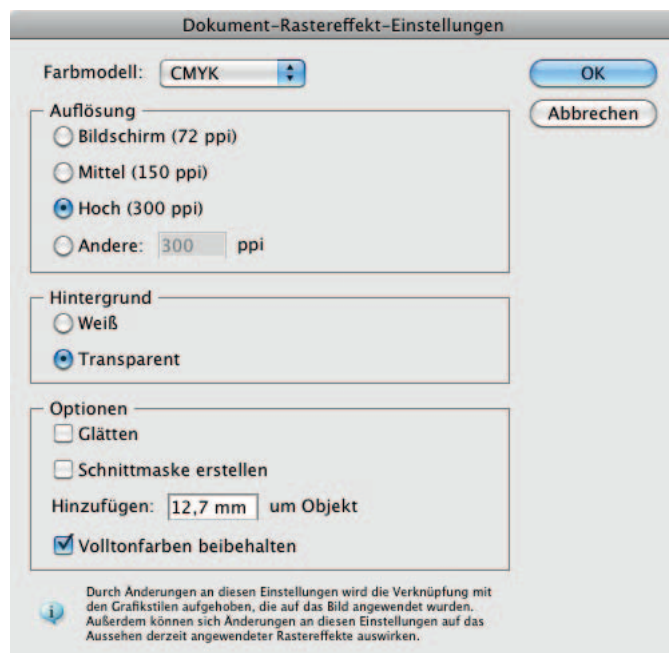 Dokument-Rastereffekt-Einstellungen
Farbmodell: CMYK
OK
Abbrechen
Auflösung
Bildschirm (72 ppi)
Mittel (150 ppi)
Hoch (300 ppi)
Andere: 300 ppi
Hintergrund
Weiß
Transparent
Optionen
Glätten
Schnittmaske erstellen
Hinzufügen: 12,7 mm um Objekt
Volltonfarben beibehalten
Durch Änderungen an diesen Einstellungen wird die Verknüpfung mit
den Grafikstilen aufgehoben, die auf das Bild angewendet wurden.
Außerdem können sich Änderungen an diesen Einstellungen auf das
Aussehen derzeit angewendeter Rastereffekte auswirken.